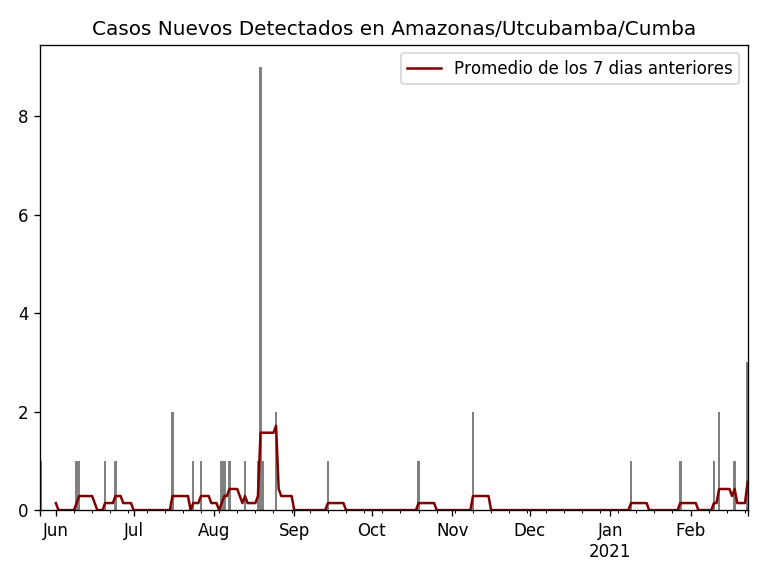 Casos Nuevos Detectados en Amazonas/Utcubamba/Cumba
Promedio de los 7 dias anteriores
8
6
4
2
0
Jun Jul Aug Sep Oct Nov Dec Jan Feb
2021